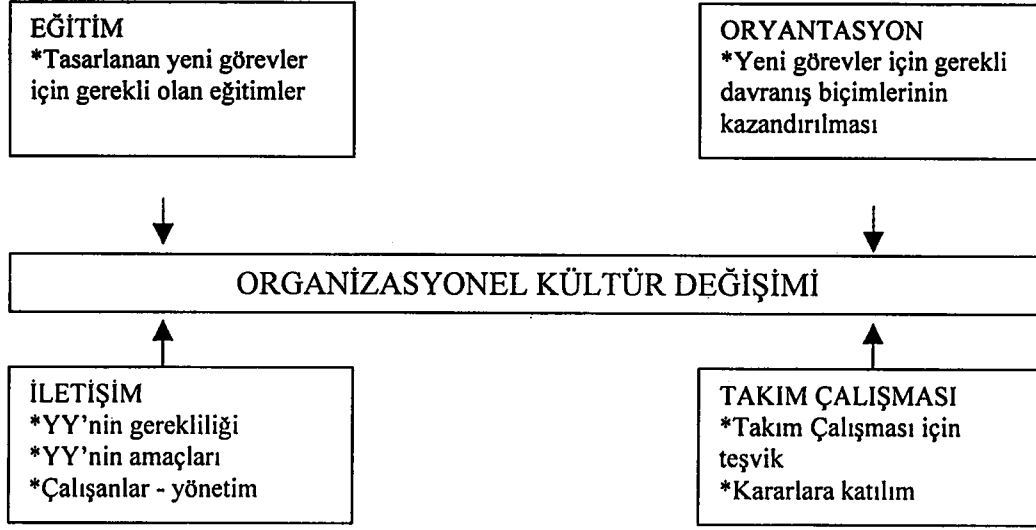 EĞİTİM
*Tasarlanan yeni görevler
için gerekli olan eğitimler
ORYANTASYON
*Yeni görevler için gerekli
davranış biçimlerinin
kazandırılması
ORGANİZASYONEL KÜLTÜR DEĞİŞİMİ
İLETİŞİM
*YY'nin gerekliliği
*YY'nin amaçları
*Çalışanlar - yönetim
TAKIM ÇALIŞMASI
*Takım Çalışması için
teşvik
*Kararlara katılım